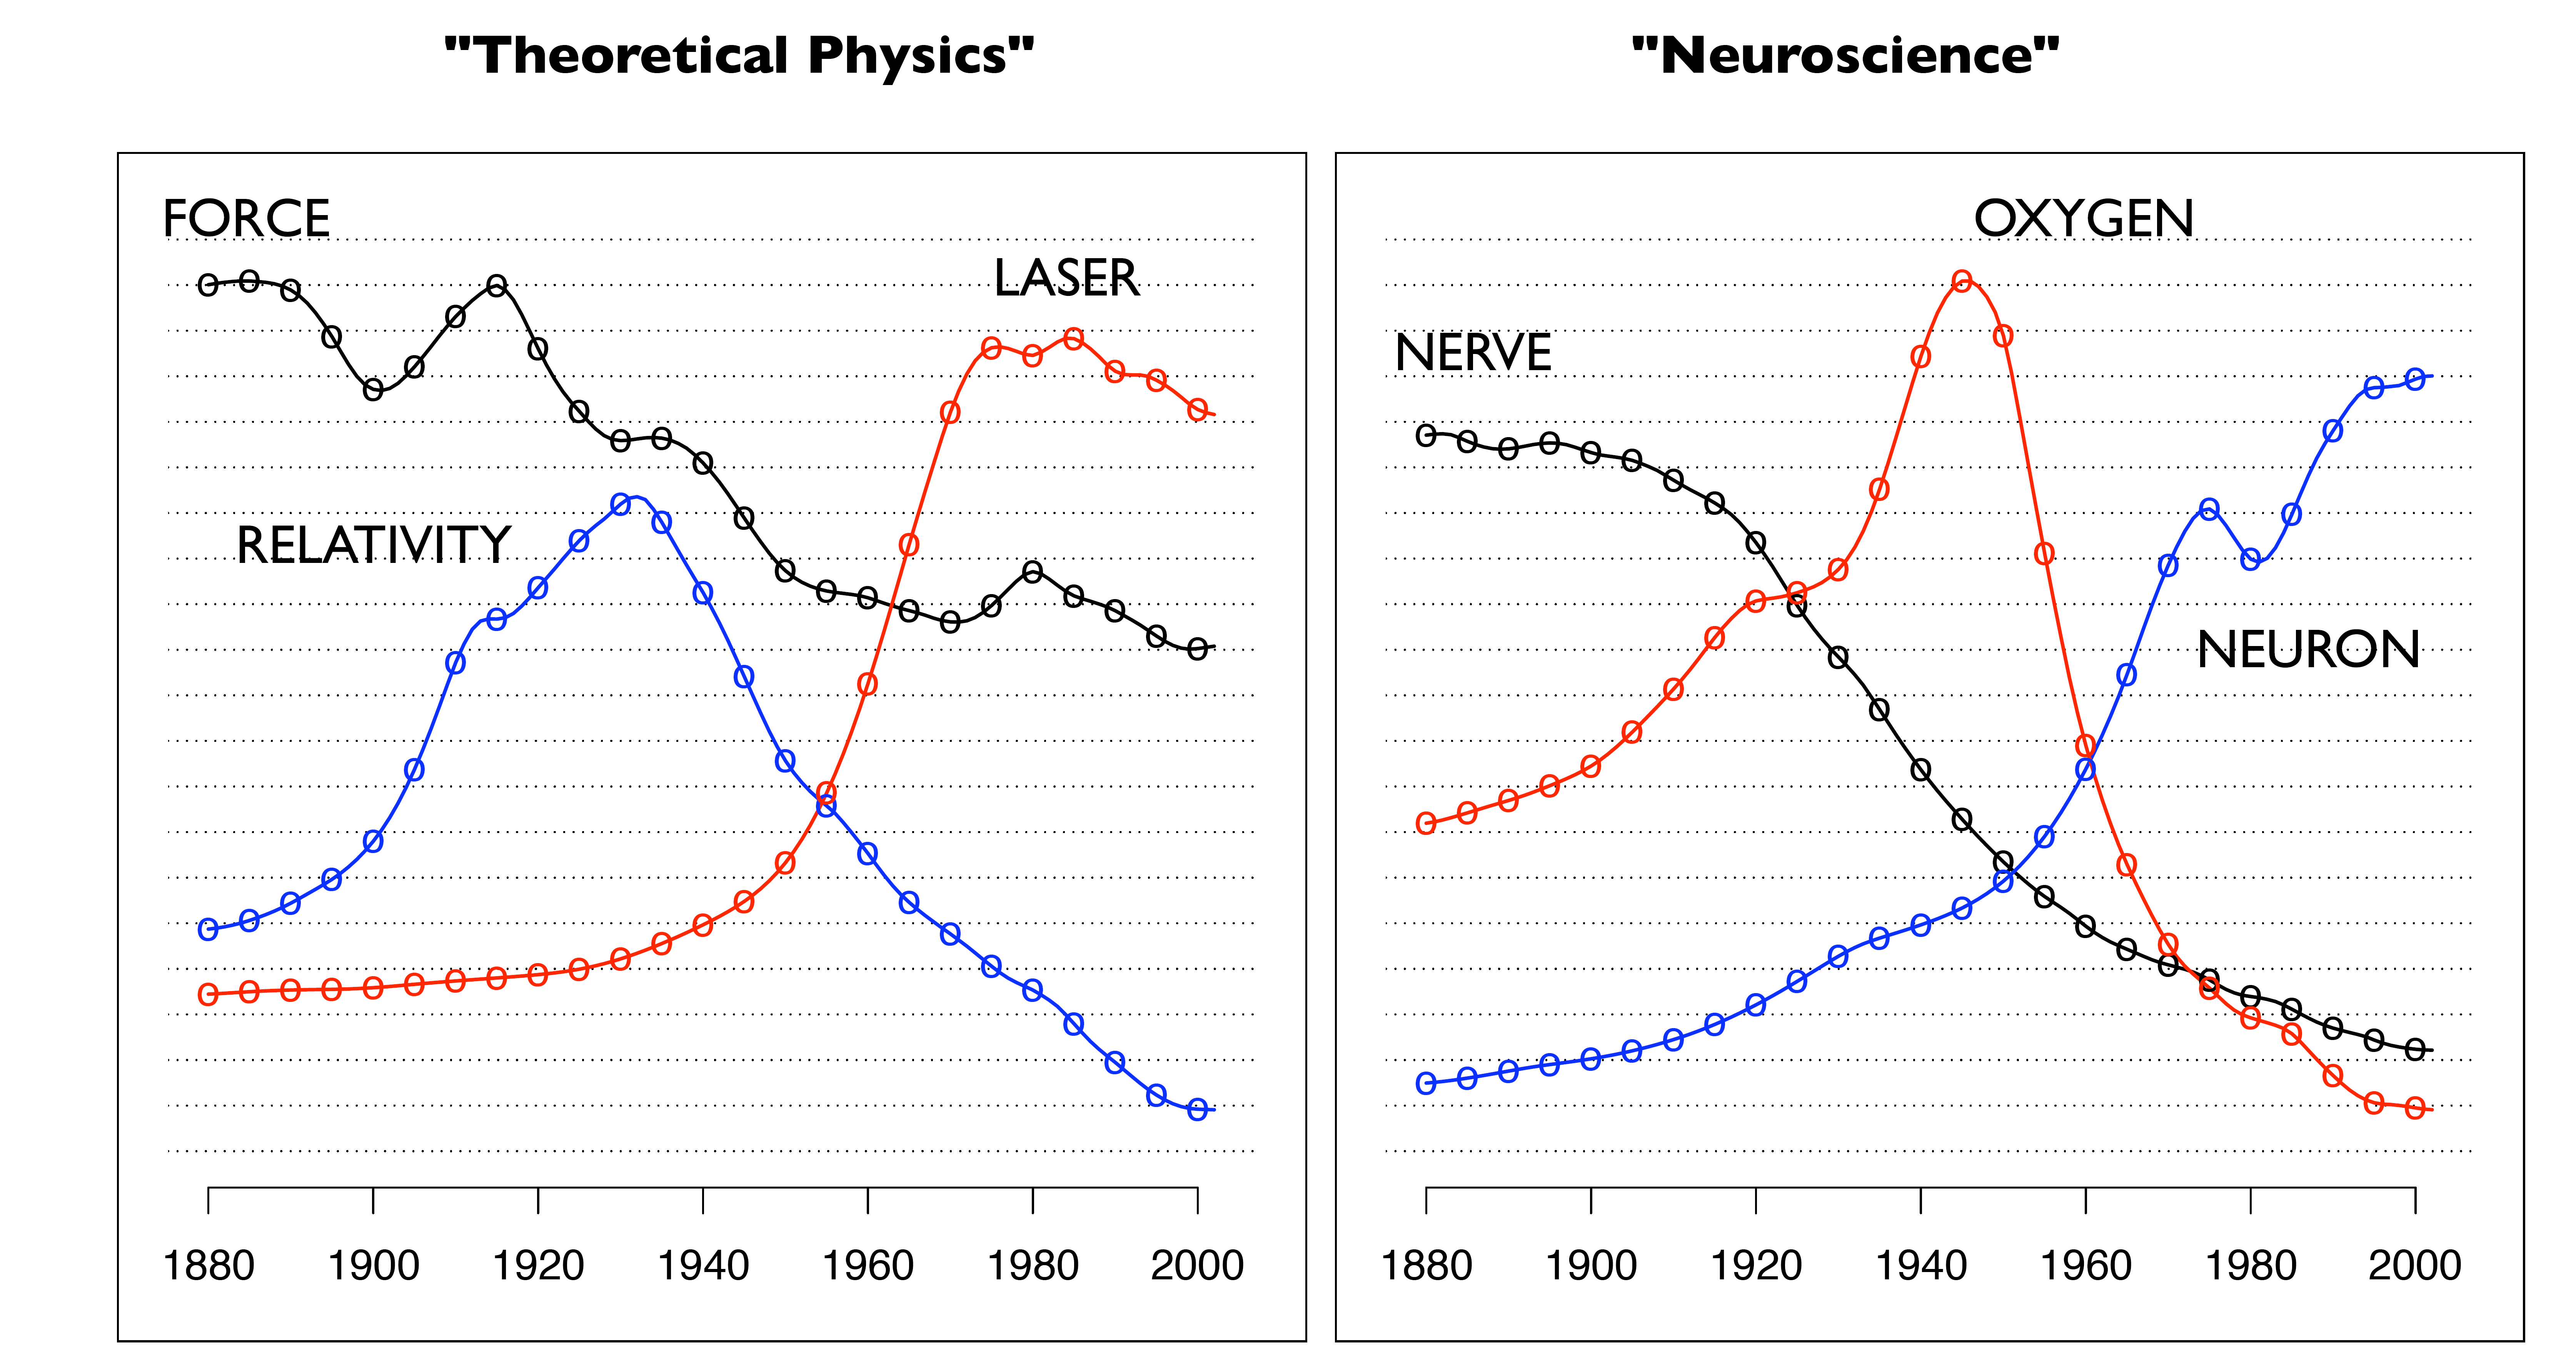 "Theoretical Physics"
"Neuroscience"
FORCE
LASER
RELATIVITY
1880 1900 1920 1940 1960 1980 2000
OXYGEN
NERVE
NEURON
1880 1900 1920 1940 1960 1980 2000